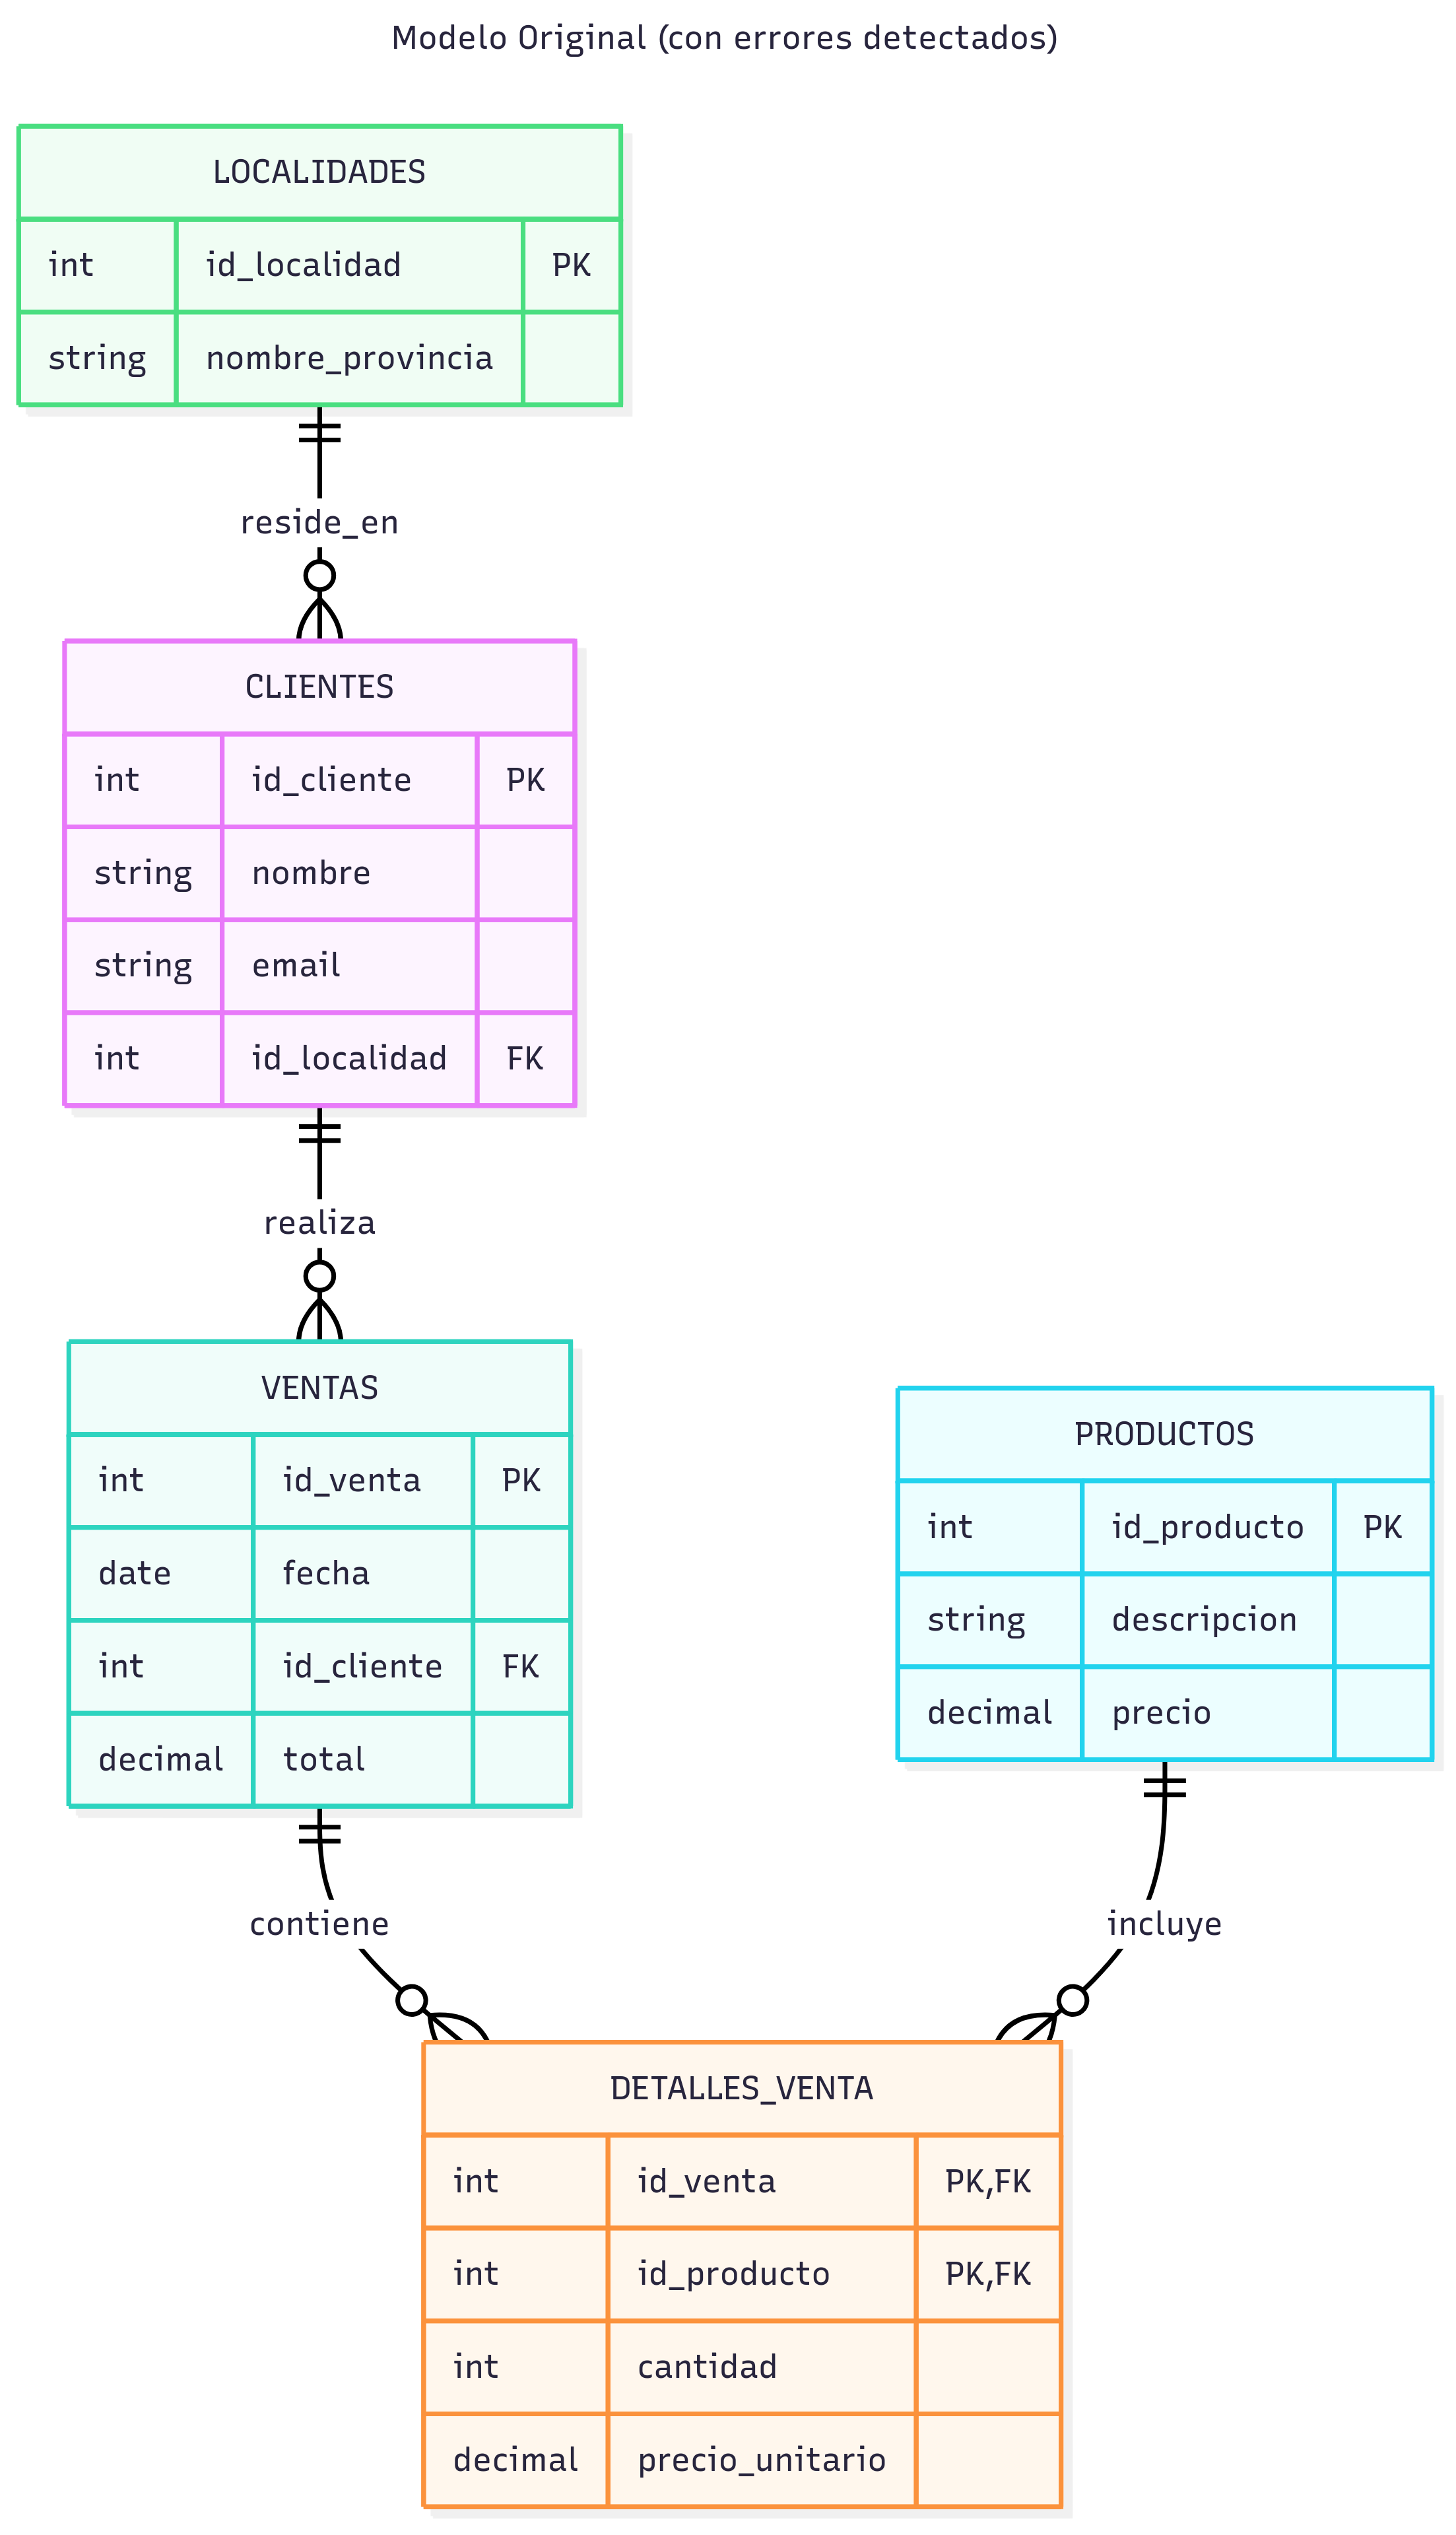 Modelo Original (con errores detectados)
LOCALIDADES
int id_localidad PK
string nombre_provincia
reside_en
CLIENTES
int id_cliente PK
string nombre
string email
int id_localidad FK
realiza
VENTAS
int id_venta PK
date fecha
int id_cliente FK
decimal total
PRODUCTOS
int id_producto PK
string descripcion
decimal precio
contiene
incluye
DETALLES_VENTA
int id_venta PK,FK
int id_producto PK,FK
int cantidad
decimal precio_unitario